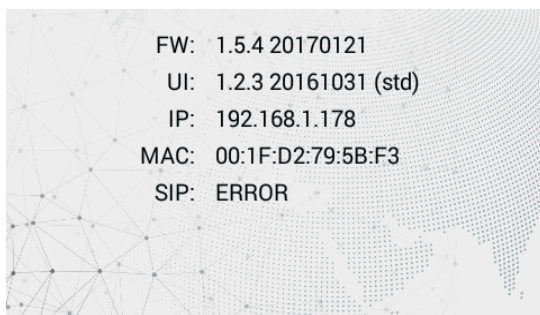 FW: 1.5.4 20170121
UI: 1.2.3 20161031 (std)
IP: 192.168.1.178
MAC: 00:1F:D2:79:5B:F3
SIP: ERROR